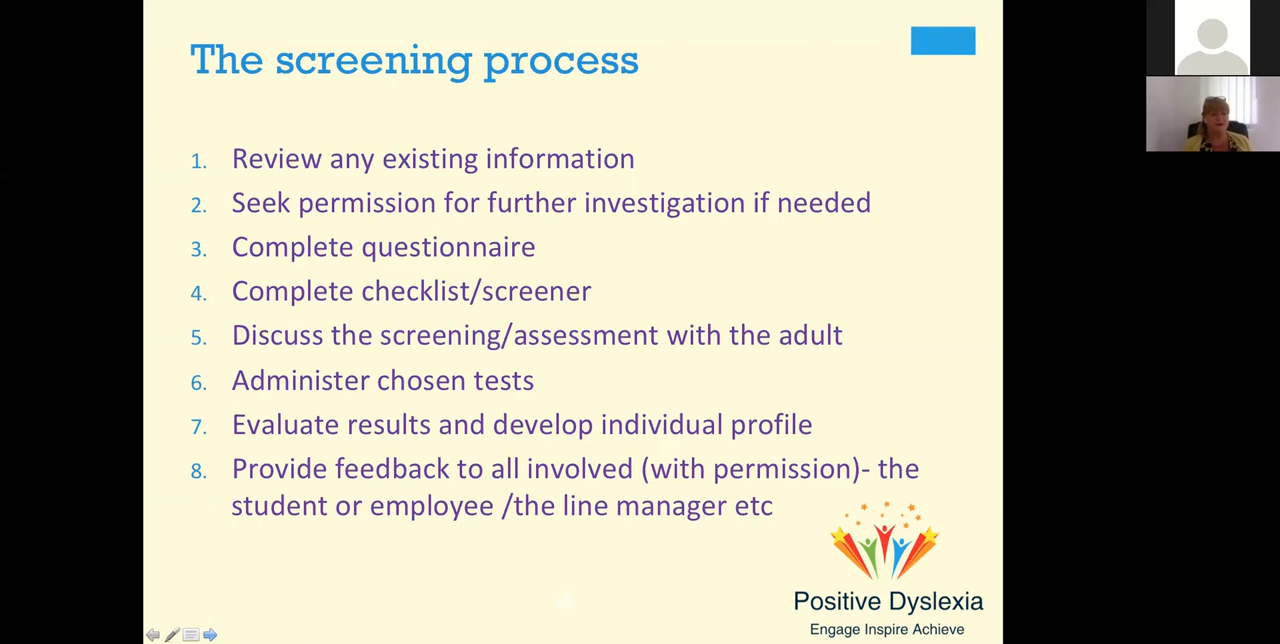 The screening process
1. Review any existing information
2. Seek permission for further investigation if needed
3. Complete questionnaire
4. Complete checklist/screener
5. Discuss the screening/assessment with the adult
6. Administer chosen tests
7. Evaluate results and develop individual profile
8. Provide feedback to all involved (with permission)- the
student or employee /the line manager etc
Positive Dyslexia
Engage Inspire Achieve